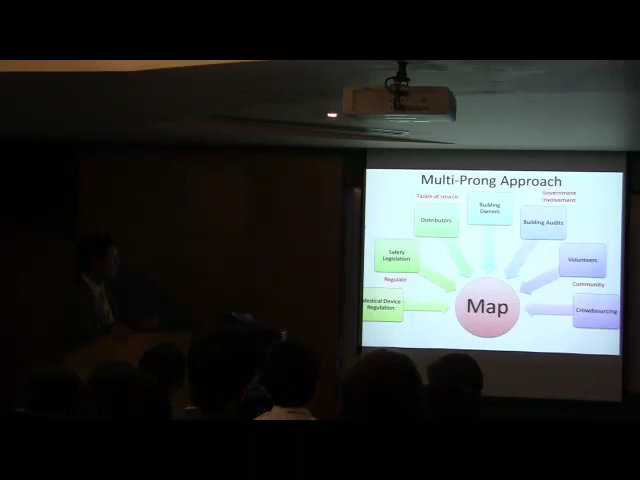 Multi-Prong Approach
Tackle at source
Government
Involvement
Building
Owners
Distributors
Building Audits
Safety
Legislation
Volunteers
Regulate
Community
Medical Device
Regulation
Map
Crowdsourcing